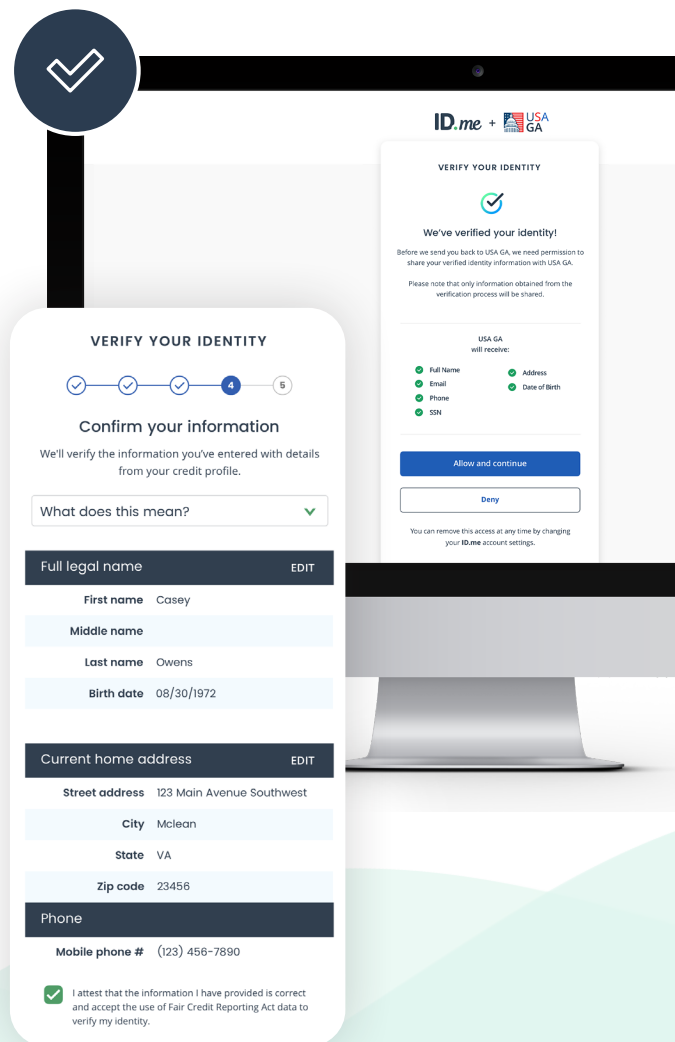 ID.me + USA
GA
VERIFY YOUR IDENTITY
We've verified your identity!
Before we send you back to USA GA, we need permission to
share your verified identity information with USA GA.
Please note that only information obtained from the
verification process will be shared.
USA GA
will receive:
Full Name
Email
Phone
SSN
Address
Date of Birth
Allow and continue
Deny
You can remove this access at any time by changing
your ID.me account settings.
VERIFY YOUR IDENTITY
4 5
Confirm your information
We'll verify the information you've entered with details
from your credit profile.
What does this mean?
Full legal name EDIT
First name Casey
Middle name
Last name Owens
Birth date 08/30/1972
Current home address EDIT
Street address 123 Main Avenue Southwest
City Mclean
State VA
Zip code 23456
Phone
Mobile phone # (123) 456-7890
I attest that the information I have provided is correct
and accept the use of Fair Credit Reporting Act data to
verify my identity.